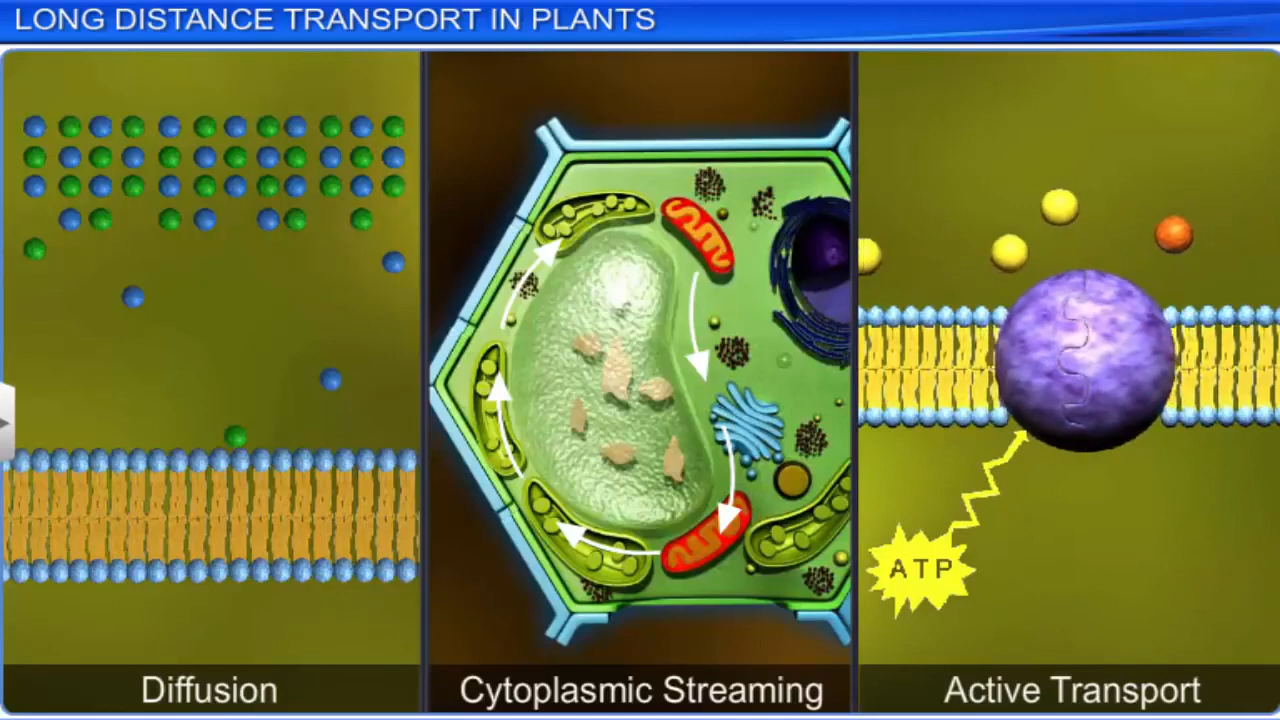 LONG DISTANCE TRANSPORT IN PLANTS
ATP
Diffusion
Cytoplasmic Streaming
Active Transport